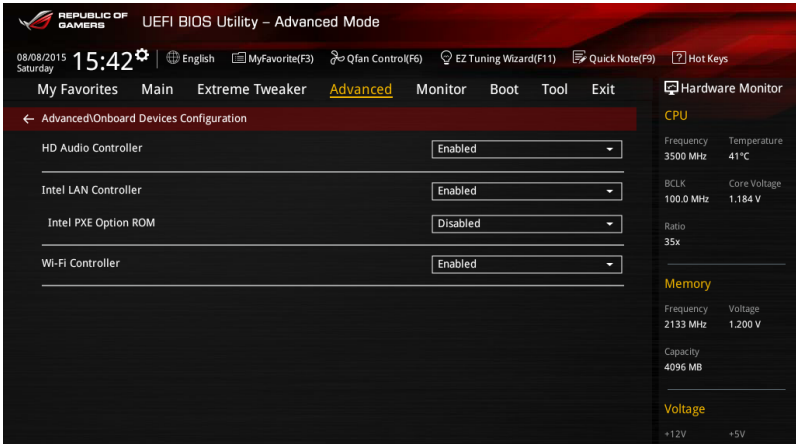 REPUBLIC OF
GAMERS
UEFI BIOS Utility – Advanced Mode
08/08/2015
Saturday
15:42
English
MyFavorite(F3)
Qfan Control(F6)
EZ Tuning Wizard(F11)
Quick Note(F9)
? Hot Keys
My Favorites Main Extreme Tweaker Advanced Monitor Boot Tool Exit
Hardware Monitor
Advanced\Onboard Devices Configuration
HD Audio Controller Enabled
Intel LAN Controller Enabled
Intel PXE Option ROM Disabled
Wi-Fi Controller Enabled
CPU
Frequency Temperature
3500 MHz 41°C
BCLK Core Voltage
100.0 MHz 1.184 V
Ratio
35x
Memory
Frequency Voltage
2133 MHz 1.200 V
Capacity
4096 MB
Voltage
+12V +5V